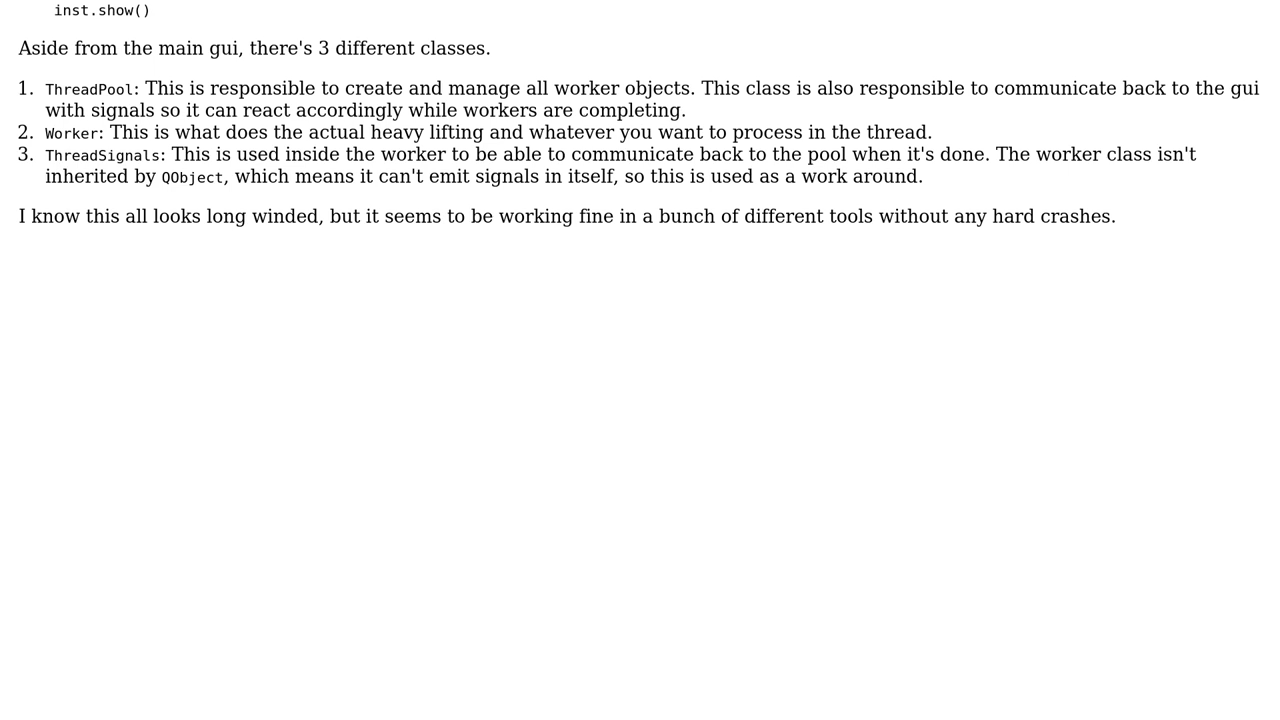 inst.show()
Aside from the main gui, there's 3 different classes.
1. ThreadPool: This is responsible to create and manage all worker objects. This class is also responsible to communicate back to the gui
with signals so it can react accordingly while workers are completing.
2. Worker: This is what does the actual heavy lifting and whatever you want to process in the thread.
3. ThreadSignals: This is used inside the worker to be able to communicate back to the pool when it's done. The worker class isn't
inherited by QObject, which means it can't emit signals in itself, so this is used as a work around.
I know this all looks long winded, but it seems to be working fine in a bunch of different tools without any hard crashes.